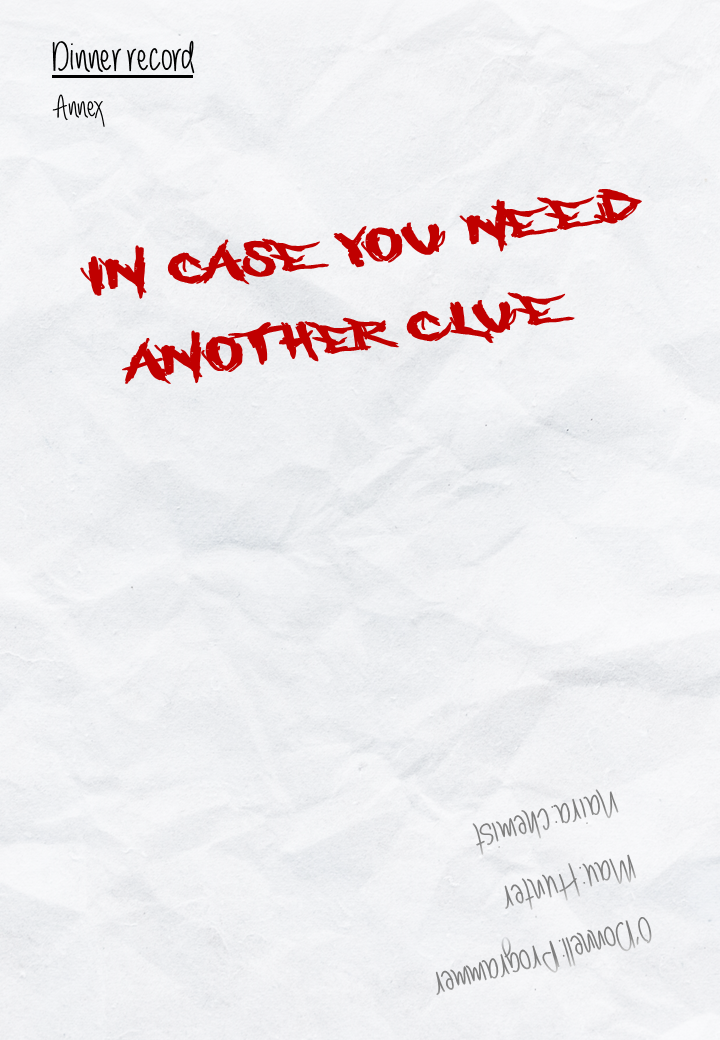 Dinner record
Annex
IN CASE YOU NEED
ANOTHER CLUE
O'Donnell: Programmer
Mau: Hunter
Naira: chemist